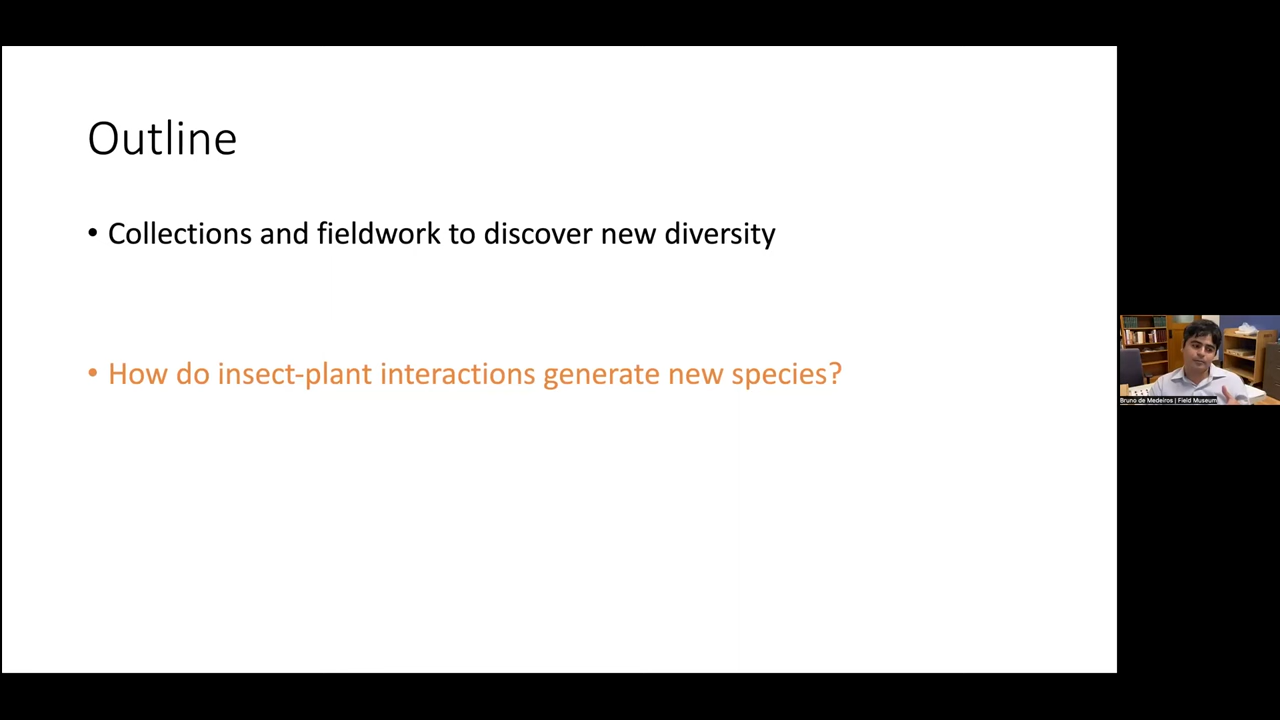 Outline
• Collections and fieldwork to discover new diversity
• How do insect-plant interactions generate new species?
Bruno de Medeiros | Field Museum